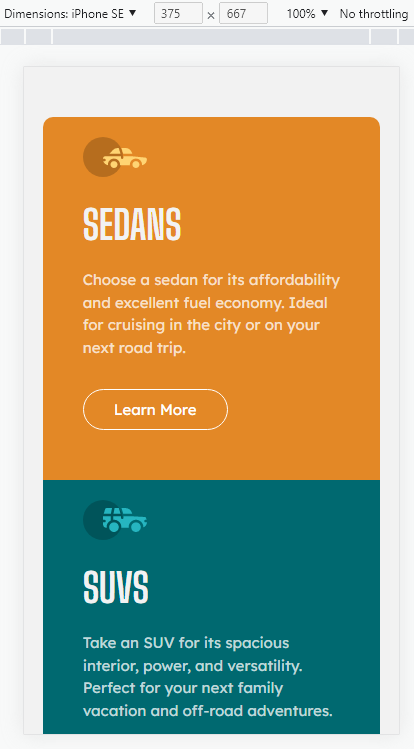 Dimensions: iPhone SE ▼ 375 × 667 100% ▼ No throttling
SEDANS
Choose a sedan for its affordability
and excellent fuel economy. Ideal
for cruising in the city or on your
next road trip.
Learn More
SUVS
Take an SUV for its spacious
interior, power, and versatility.
Perfect for your next family
vacation and off-road adventures.